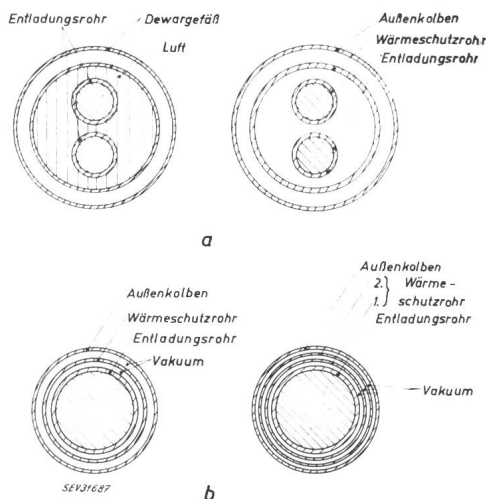 Entladungsrohr
Dewargefäß
Luft
Außenkolben
Wärmeschutzrohr
Entladungsrohr
a
Außenkolben
Wärmeschutzrohr
Entladungsrohr
Vakuum
Außenkolben
2.} Wärme-
1.} schutzrohr
Entladungsrohr
Vakuum
SEV31687
b